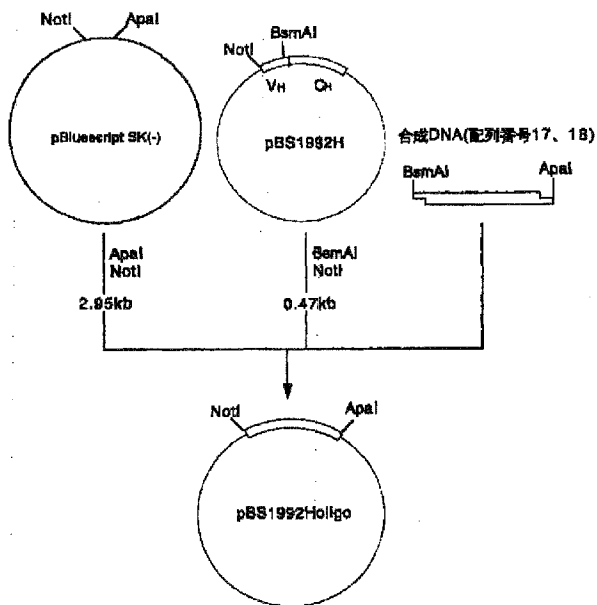 NotI
ApaI
pBluescript SK(-)
BsmAI
NotI
VH
CH
pBS1992H
合成DNA(配列番号17、18)
BsmAI
ApaI
ApaI
NotI
2.95kb
BsmAI
NotI
0.47kb
NotI
ApaI
pBS1992Holigo